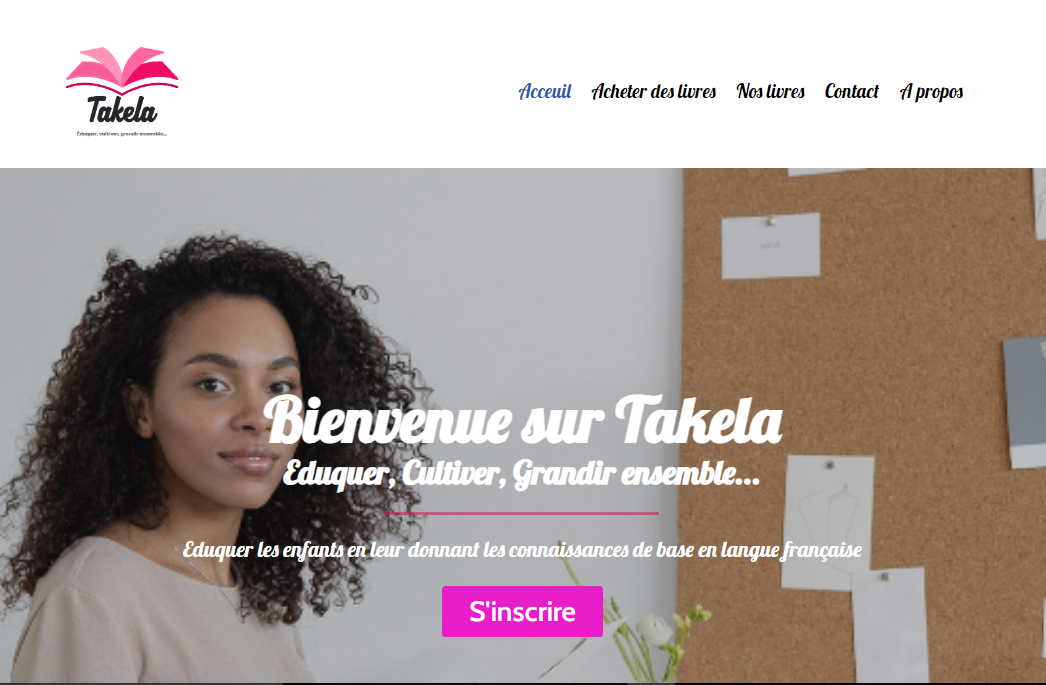 Takela
Éduquer, cultiver, grandir ensemble...
Acceuil Acheter des livres Nos livres Contact A propos
Bienvenue sur Takela
Eduquer, Cultiver, Grandir ensemble...
Eduquer les enfants en leur donnant les connaissances de base en langue française
S'inscrire